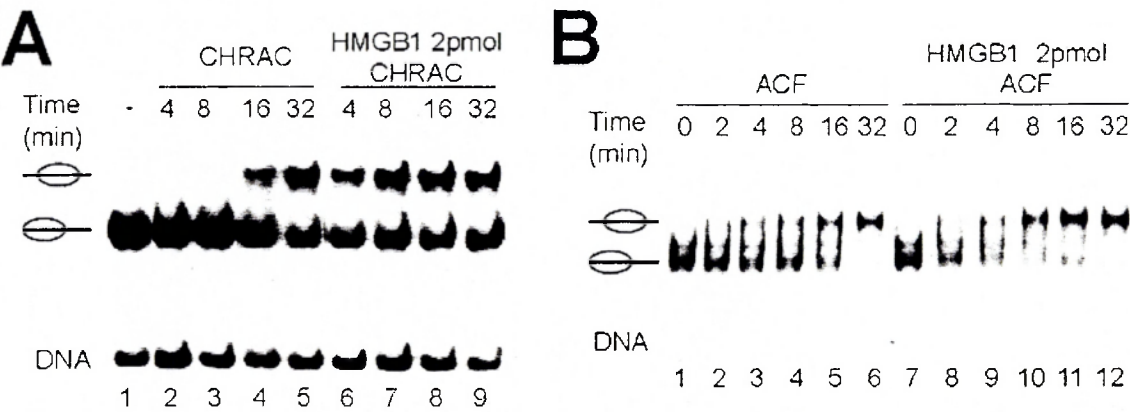 A
CHRAC
HMGB1 2pmol
CHRAC
Time
(min)
- 4 8 16 32 4 8 16 32
DNA
1 2 3 4 5 6 7 8 9
B
ACF
HMGB1 2pmol
ACF
Time
(min)
0 2 4 8 16 32 0 2 4 8 16 32
DNA
1 2 3 4 5 6 7 8 9 10 11 12